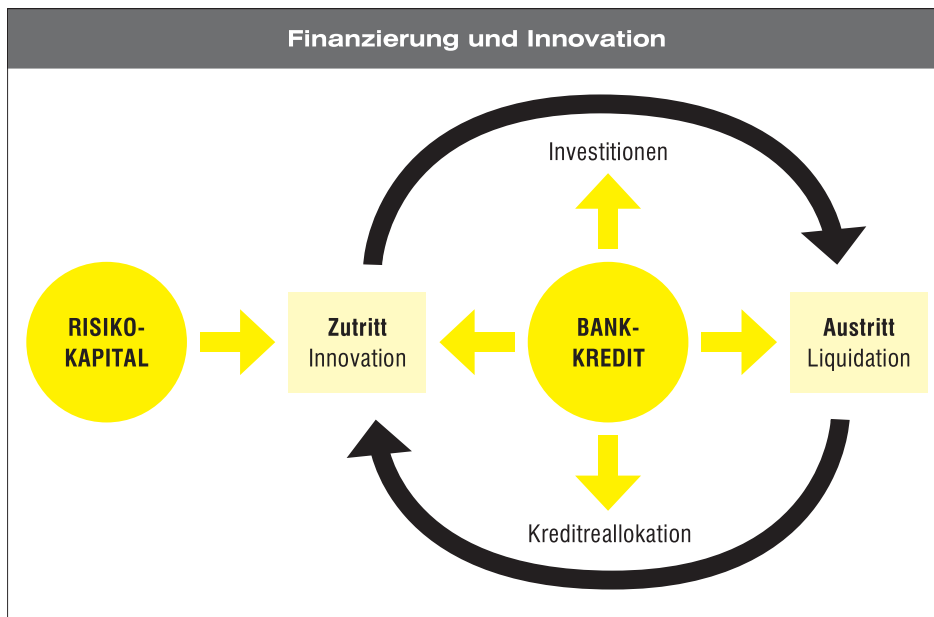 Finanzierung und Innovation
Investitionen
RISIKO-
KAPITAL
Zutritt
Innovation
BANK-
KREDIT
Austritt
Liquidation
Kreditreallokation